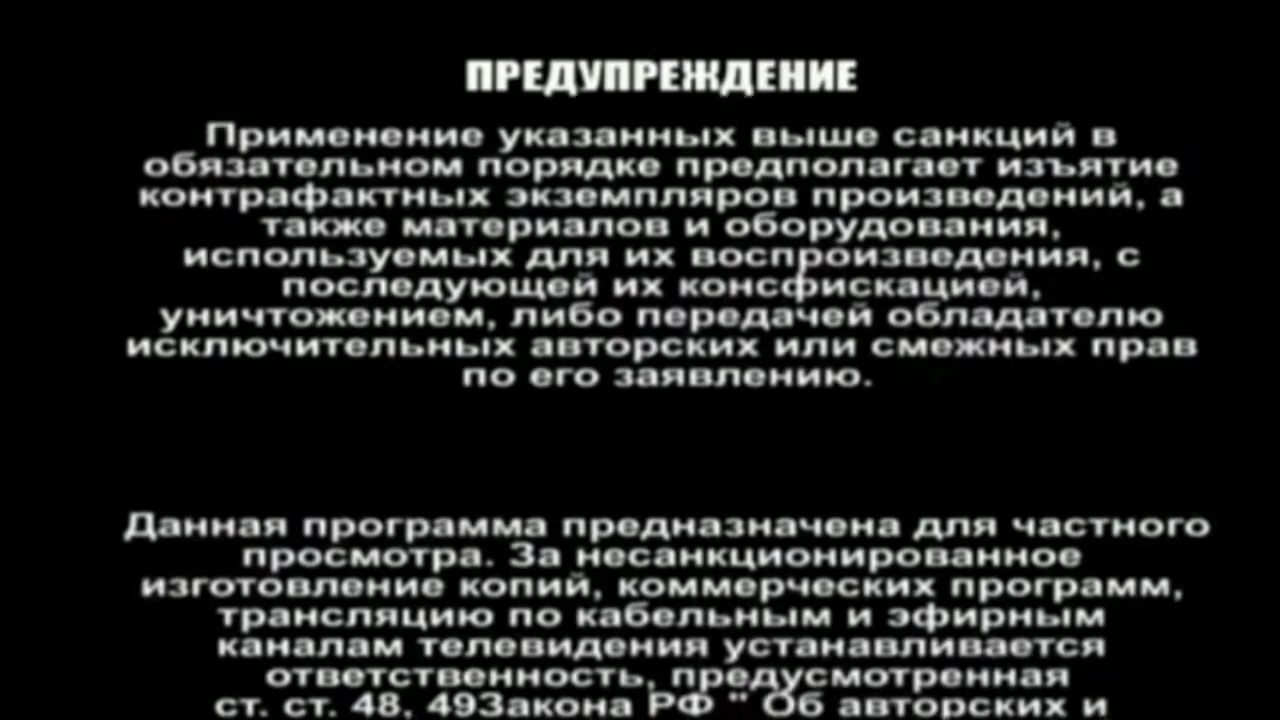 ПРЕДУПРЕЖДЕНИЕ
Применение указанных выше санкций в
обязательном порядке предполагает изъятие
контрафактных экземпляров произведений, а
также материалов и оборудования,
используемых для их воспроизведения, с
последующей их консфискацией,
уничтожением, либо передачей обладателю
исключительных авторских или смежных прав
по его заявлению.
Данная программа предназначена для частного
просмотра. За несанкционированное
изготовление копий, коммерческих программ,
трансляцию по кабельным и эфирным
каналам телевидения устанавливается
ответственность, предусмотренная
ст. ст. 48, 49Закона РФ " Об авторских и